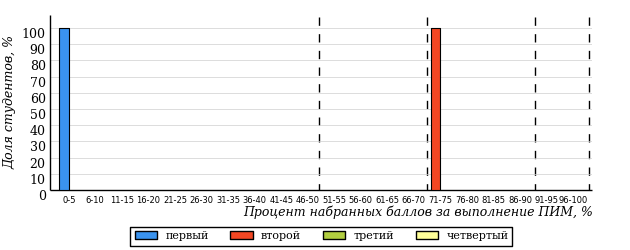 Доля студентов, %
100
90
80
70
60
50
40
30
20
10
0
0-5 6-10 11-15 16-20 21-25 26-30 31-35 36-40 41-45 46-50 51-55 56-60 61-65 66-70 71-75 76-80 81-85 86-90 91-95 96-100
Процент набранных баллов за выполнение ПИМ, %
первый второй третий четвертый